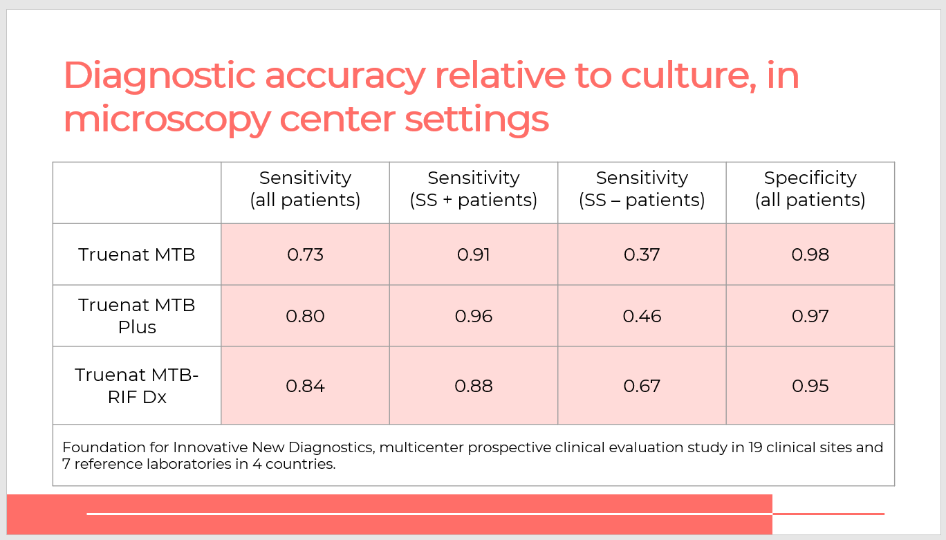 Diagnostic accuracy relative to culture, in
microscopy center settings
Sensitivity
(all patients)
Sensitivity
(SS + patients)
Sensitivity
(SS – patients)
Specificity
(all patients)
Truenat MTB
0.73
0.91
0.37
0.98
Truenat MTB
Plus
0.80
0.96
0.46
0.97
Truenat MTB-
RIF Dx
0.84
0.88
0.67
0.95
Foundation for Innovative New Diagnostics, multicenter prospective clinical evaluation study in 19 clinical sites and
7 reference laboratories in 4 countries.